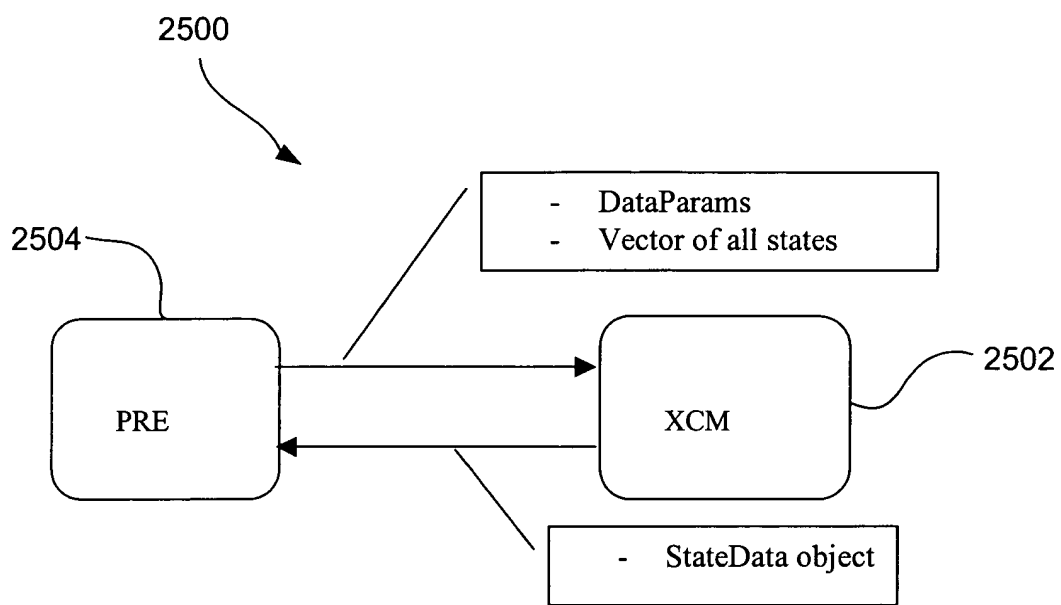 2500
- DataParams
- Vector of all states
2504
2502
PRE
XCM
- StateData object